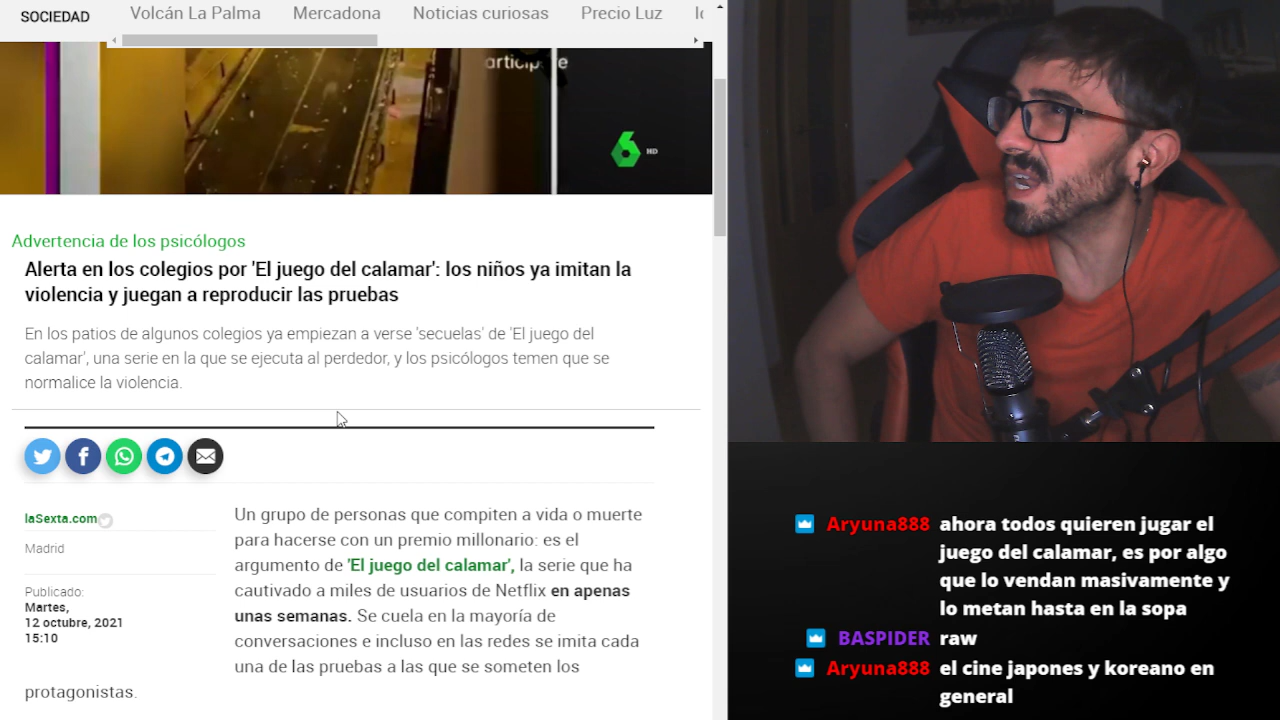 SOCIEDAD
Volcán La Palma
Mercadona
Noticias curiosas
Precio Luz
HD
Advertencia de los psicólogos
Alerta en los colegios por 'El juego del calamar': los niños ya imitan la
violencia y juegan a reproducir las pruebas
En los patios de algunos colegios ya empiezan a verse 'secuelas' de 'El juego del
calamar', una serie en la que se ejecuta al perdedor, y los psicólogos temen que se
normalice la violencia.
laSexta.com
Madrid
Publicado:
Martes,
12 octubre, 2021
15:10
Un grupo de personas que compiten a vida o muerte
para hacerse con un premio millonario: es el
argumento de 'El juego del calamar', la serie que ha
cautivado a miles de usuarios de Netflix en apenas
unas semanas. Se cuela en la mayoría de
conversaciones e incluso en las redes se imita cada
una de las pruebas a las que se someten los
protagonistas.
Aryuna888 ahora todos quieren jugar el
juego del calamar, es por algo
que lo vendan masivamente y
lo metan hasta en la sopa
BASPIDER raw
Aryuna888 el cine japones y koreano en
general